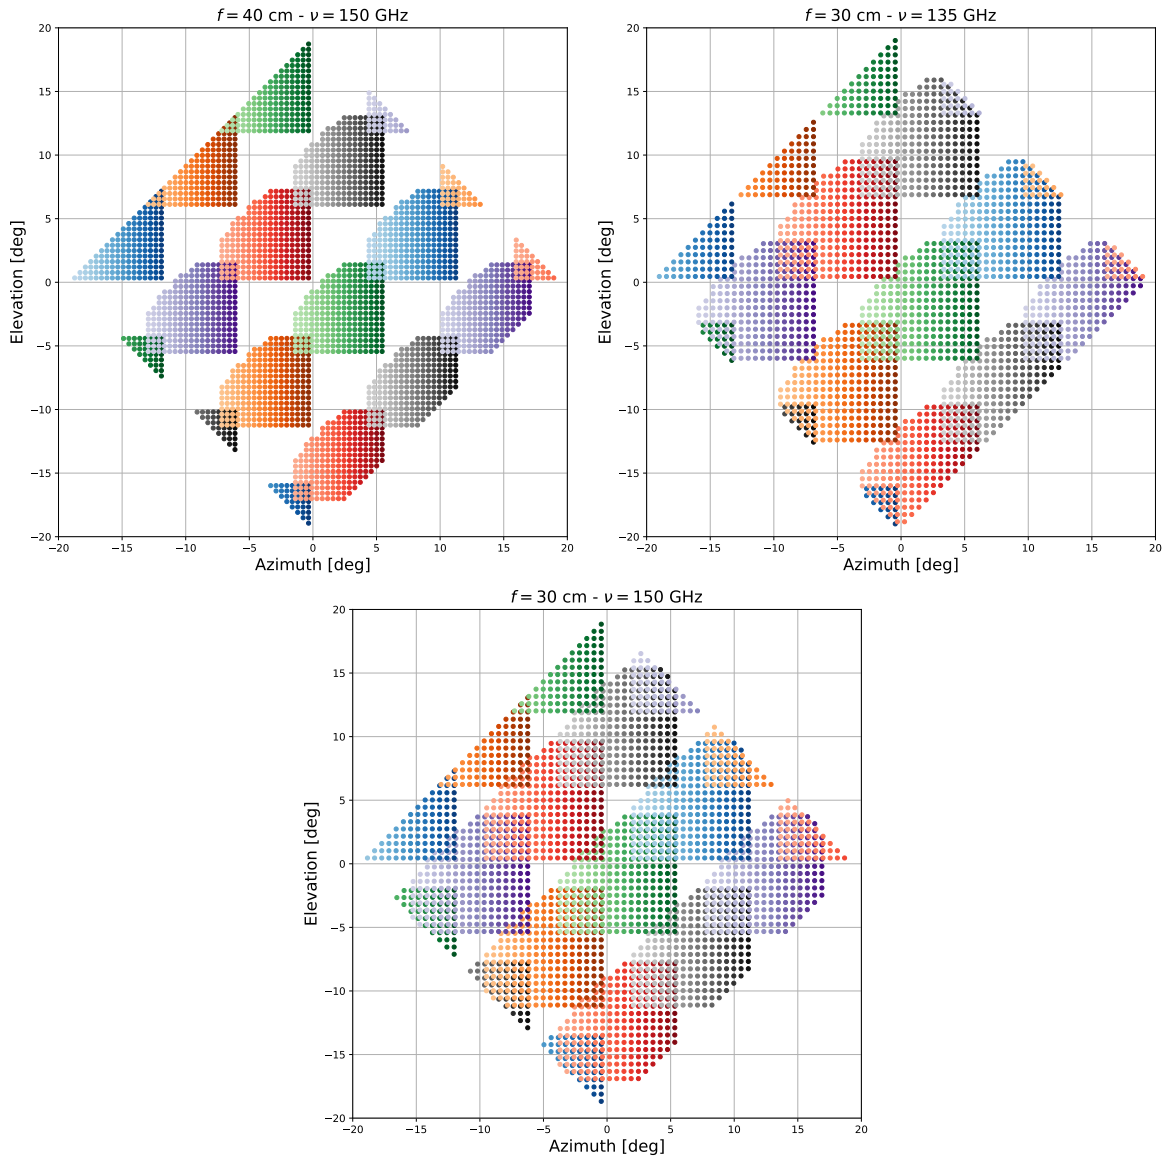 f = 40 cm - ν = 150 GHz
20
15
10
5
0
−5
−10
−15
−20
Elevation [deg]
−20 −15 −10 −5 0 5 10 15 20
Azimuth [deg]
f = 30 cm - ν = 135 GHz
20
15
10
5
0
−5
−10
−15
−20
Elevation [deg]
−20 −15 −10 −5 0 5 10 15 20
Azimuth [deg]
f = 30 cm - ν = 150 GHz
20
15
10
5
0
−5
−10
−15
−20
Elevation [deg]
−20 −15 −10 −5 0 5 10 15 20
Azimuth [deg]